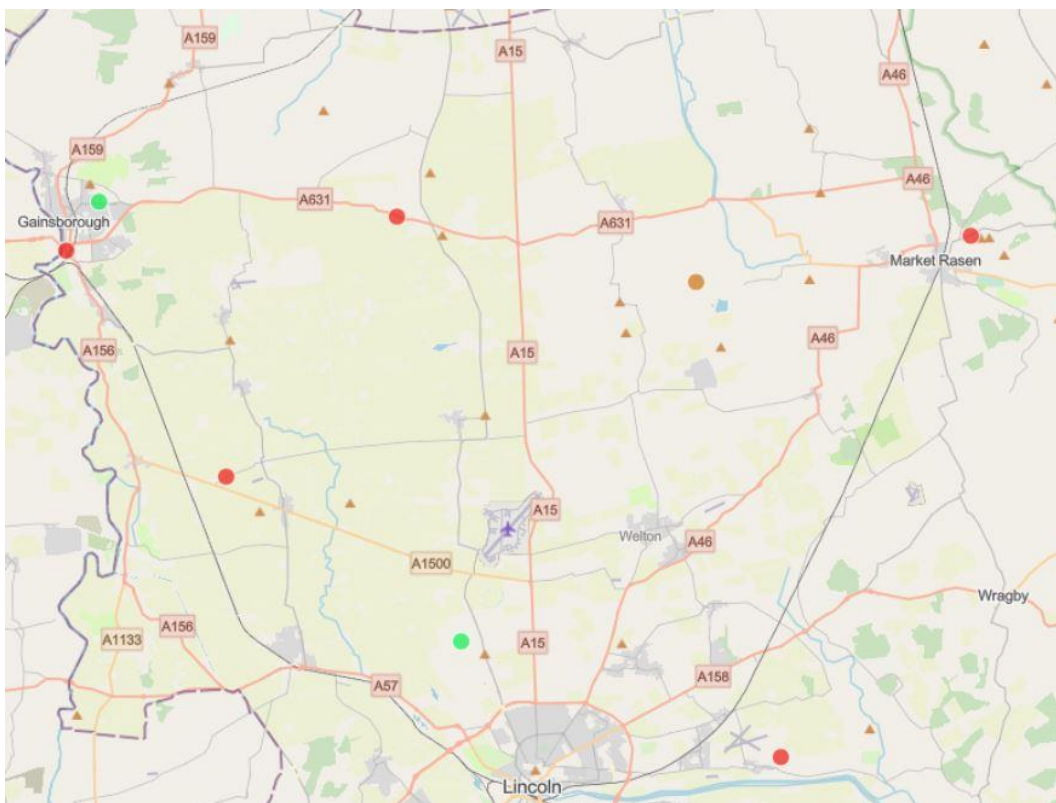 A159
A15
A46
A159
A46
A631
Gainsborough
A631
Market Rasen
A156
A15
A46
A15
Welton
A46
A1500
Wragby
A1133
A156
A15
A158
A57
Lincoln